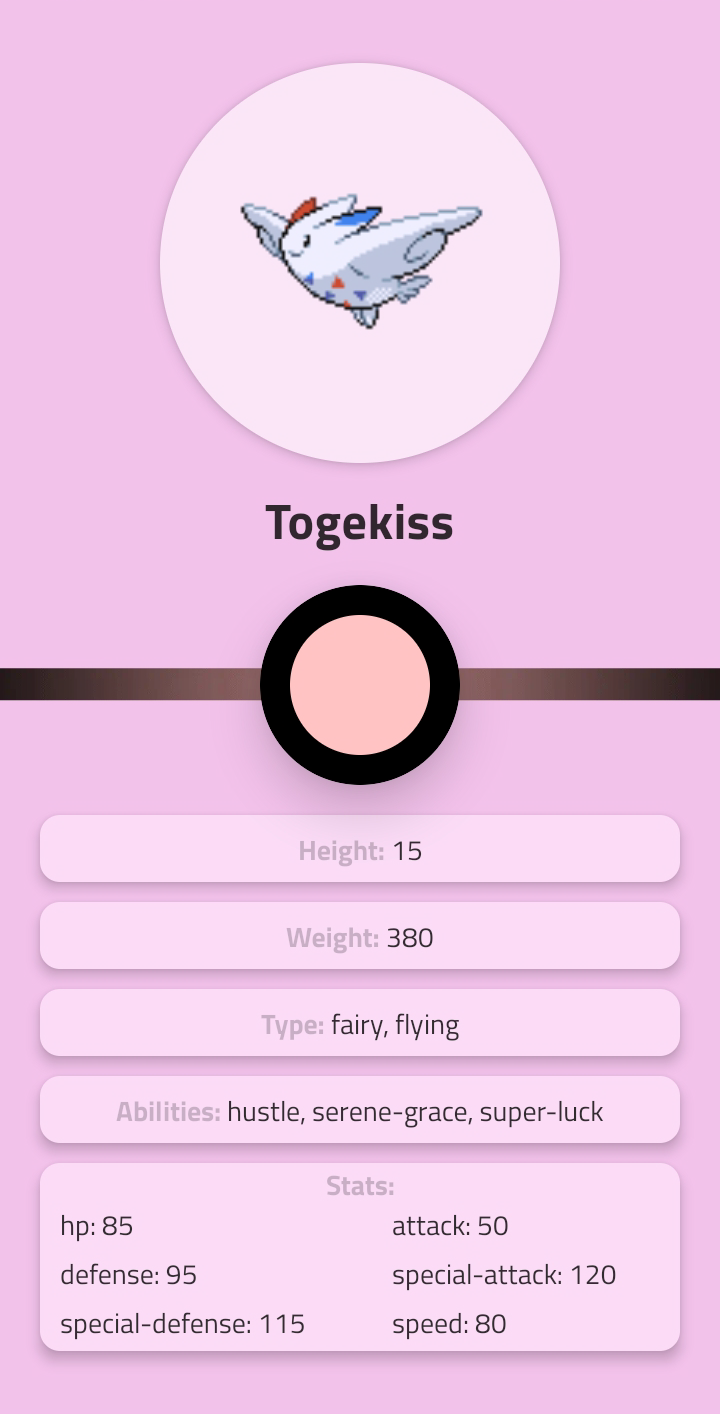 Togekiss
Height: 15
Weight: 380
Type: fairy, flying
Abilities: hustle, serene-grace, super-luck
Stats:
hp: 85 attack: 50
defense: 95 special-attack: 120
special-defense: 115 speed: 80